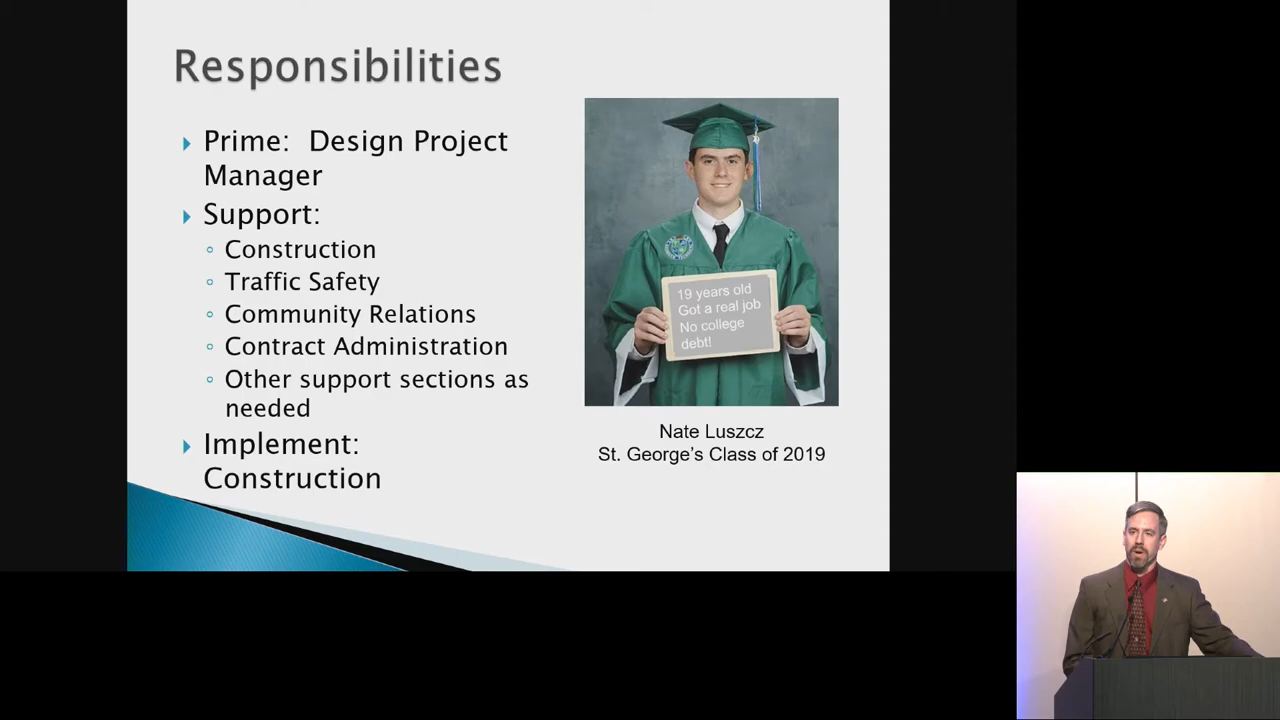 Responsibilities
Prime:  Design Project
Manager
Support:
Construction
Traffic Safety
Community Relations
Contract Administration
Other support sections as
needed
Implement:
Construction
19 years old
Got a real job
No college
debt!
Nate Luszcz
St. George's Class of 2019